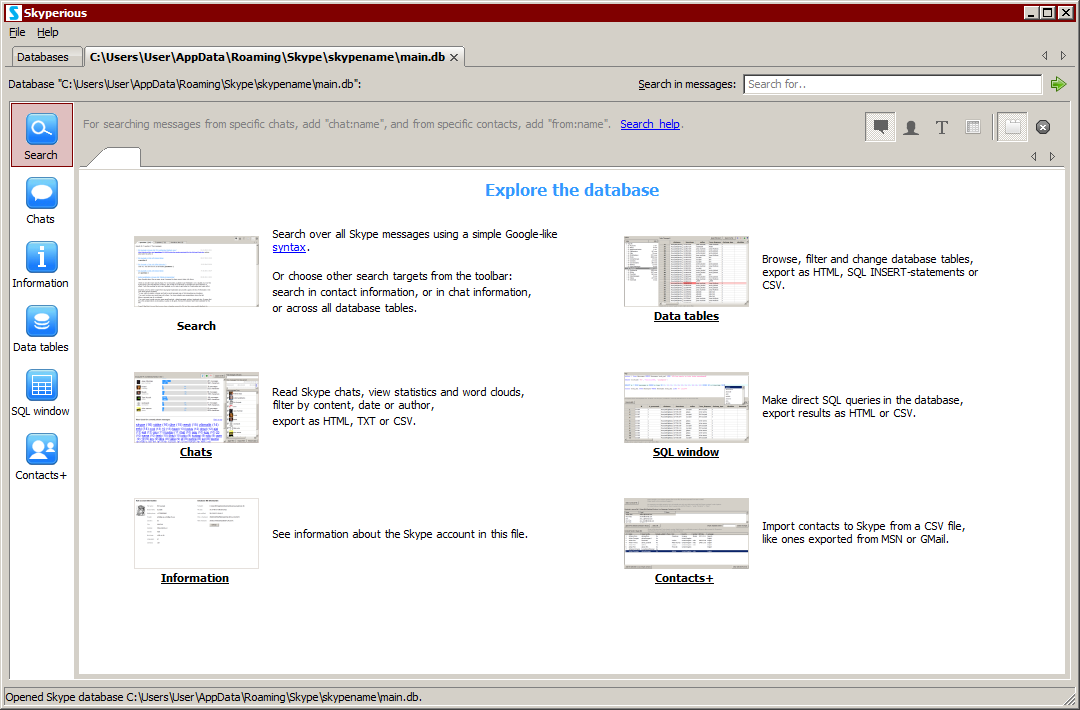 Skyperious
File Help
Databases C:\Users\User\AppData\Roaming\Skype\skypename\main.db
Database "C:\Users\User\AppData\Roaming\Skype\skypename\main.db":
Search in messages: Search for..
For searching messages from specific chats, add "chat:name", and from specific contacts, add "from:name". Search help.
Search
Chats
Information
Data tables
SQL window
Contacts+
Explore the database
Search over all Skype messages using a simple Google-like
syntax.
Or choose other search targets from the toolbar:
search in contact information, or in chat information,
or across all database tables.
Search
Browse, filter and change database tables,
export as HTML, SQL INSERT-statements or
CSV.
Data tables
Read Skype chats, view statistics and word clouds,
filter by content, date or author,
export as HTML, TXT or CSV.
Chats
Make direct SQL queries in the database,
export results as HTML or CSV.
SQL window
See information about the Skype account in this file.
Information
Import contacts to Skype from a CSV file,
like ones exported from MSN or GMail.
Contacts+
Opened Skype database C:\Users\User\AppData\Roaming\Skype\skypename\main.db.